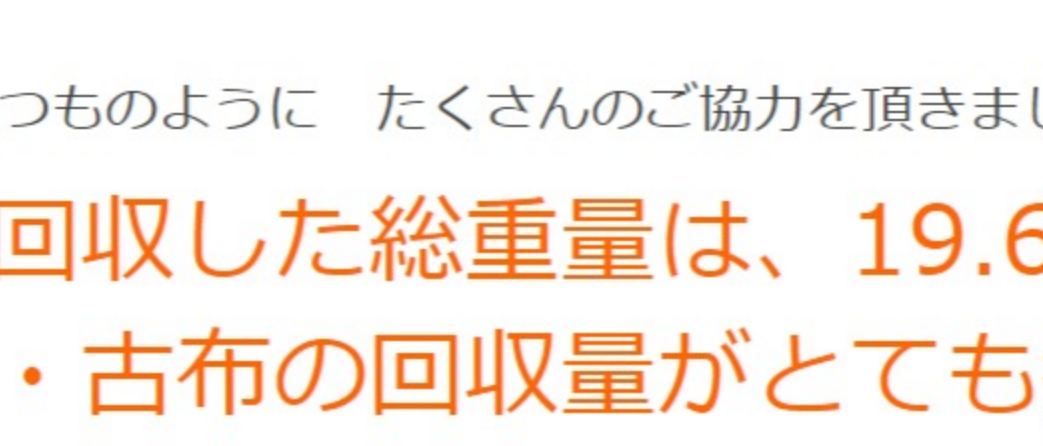 つものように　たくさんのご協力を頂きまし
回収した総重量は、19.6
・古布の回収量がとても